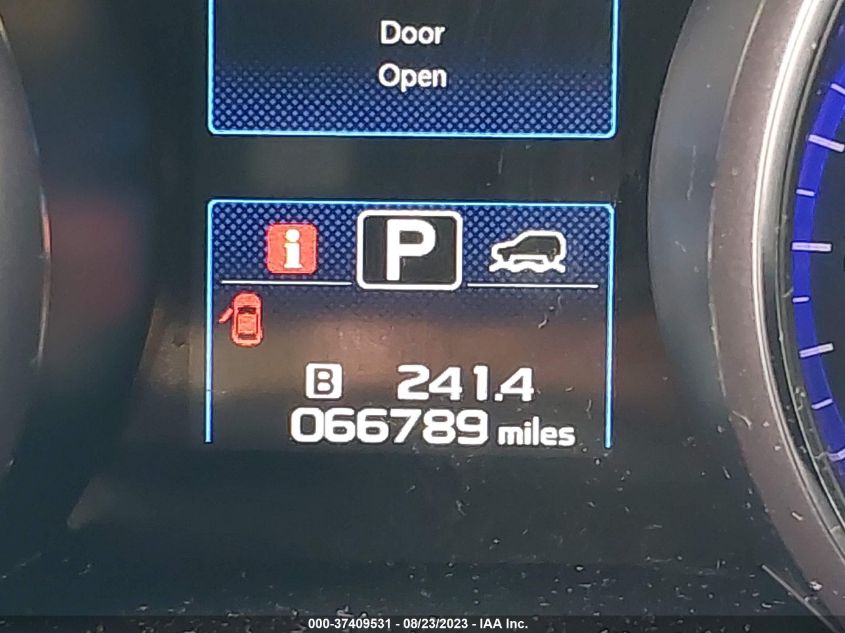 Door
Open
i P
B 241.4
066789 miles
000-37409531 - 08/23/2023 - IAA Inc.